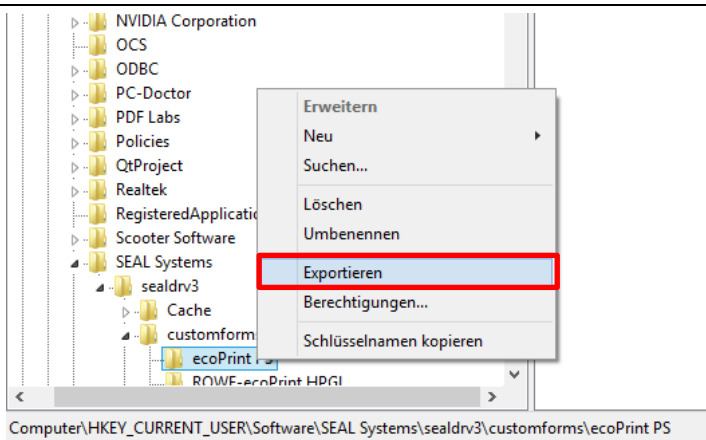 NVIDIA Corporation
OCS
ODBC
PC-Doctor
PDF Labs
Policies
QtProject
Realtek
RegisteredApplicatic
Scooter Software
SEAL Systems
sealdrv3
Cache
customform
ecoPrint PS
ROWE-ecoPrint HPGL
Erweitern
Neu
Suchen...
Löschen
Umbenennen
Exportieren
Berechtigungen...
Schlüsselnamen kopieren
Computer\HKEY_CURRENT_USER\Software\SEAL Systems\sealdrv3\customforms\ecoPrint PS